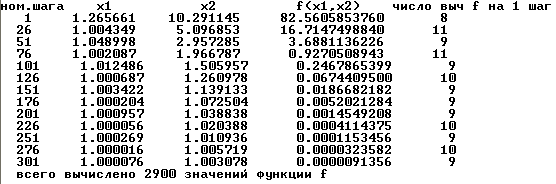 ном.шага x1 x2 f(x1,x2) число выч f на 1 шаг
1 1.265661 10.291145 82.5605853760 8
26 1.004349 5.096853 16.7147498840 11
51 1.048998 2.957285 3.6881136226 9
76 1.002087 1.966787 0.9270508943 11
101 1.012486 1.505957 0.2467865399 9
126 1.000687 1.260978 0.0674409500 10
151 1.003422 1.139133 0.0186682182 9
176 1.000204 1.072504 0.0052021284 9
201 1.000957 1.038838 0.0014549208 9
226 1.000056 1.020388 0.0004114375 10
251 1.000269 1.010936 0.0001153456 9
276 1.000016 1.005719 0.0000323582 10
301 1.000076 1.003078 0.0000091356 9
всего вычислено 2900 значений функции f